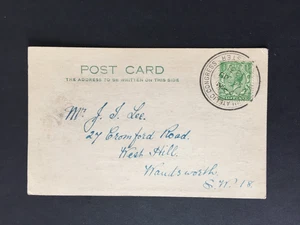 POST CARD
THE ADDRESS TO BE WRITTEN ON THIS SIDE
Mr. J. S. Lee.
27 Cromford Road.
West Hill.
Wandsworth.
S.W. 18.
CONGRESS